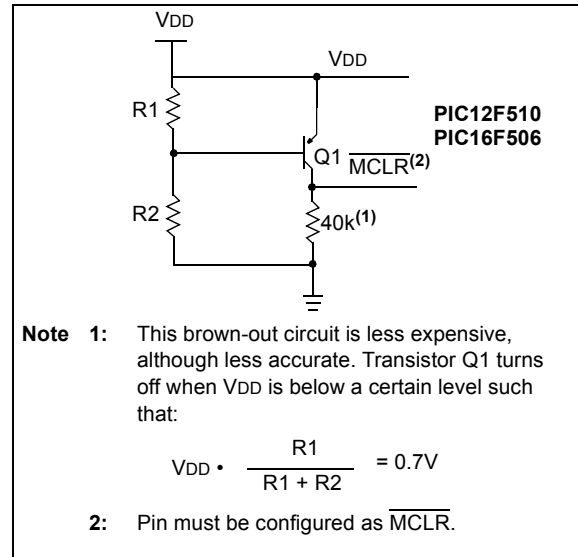 VDD
VDD
R1
PIC12F510
PIC16F506
Q1
MCLR(2)
R2
40k(1)
Note 1: This brown-out circuit is less expensive,
although less accurate. Transistor Q1 turns
off when VDD is below a certain level such
that:
VDD • R1 / R1 + R2 = 0.7V
2: Pin must be configured as MCLR.